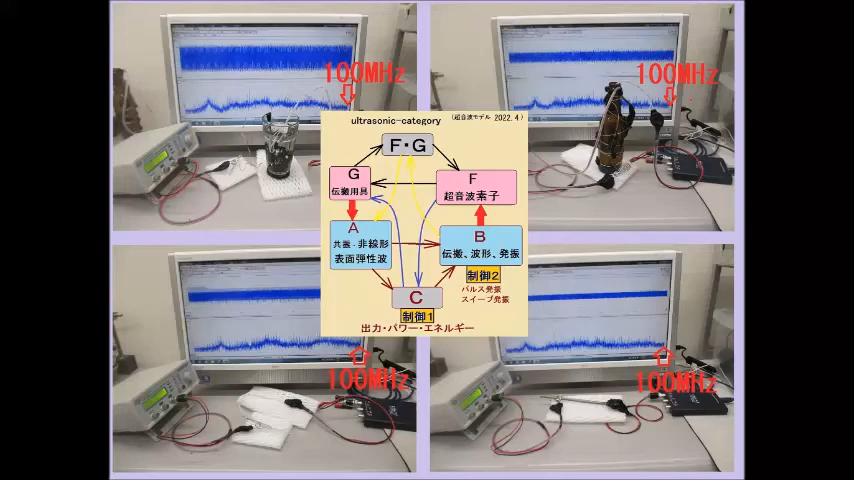 100MHz
100MHz
ultrasonic-category
(超音波モデル 2022.4)
F・G
G
伝搬用具
F
超音波素子
A
共振・非線形
表面弾性波
B
伝搬、波形、発振
制御2
パルス発振
スイープ発振
C
制御1
出力・パワー・エネルギー
100MHz
100MHz